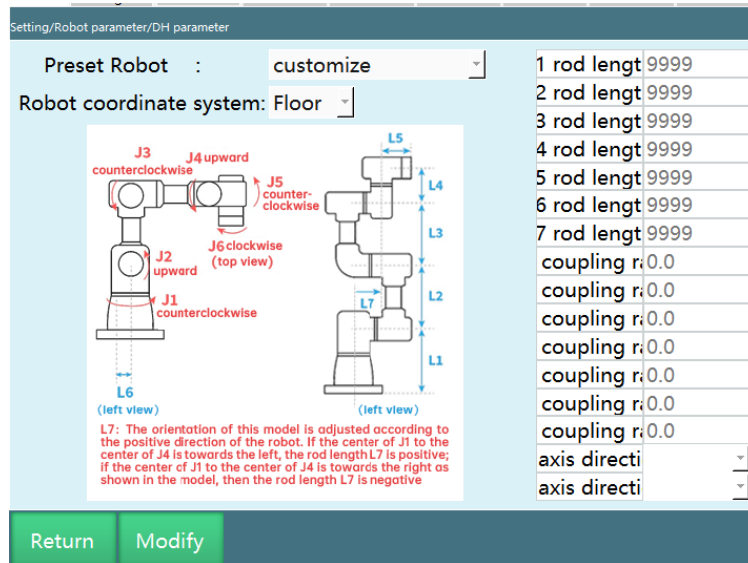 Setting/Robot parameter/DH parameter
Preset Robot : customize
Robot coordinate system: Floor
J3
counterclockwise
J4 upward
J5
counter-
clockwise
J6 clockwise
(top view)
J2
upward
J1
counterclockwise
L6
(left view)
L5
L4
L3
L7
L2
L1
(left view)
L7: The orientation of this model is adjusted according to
the positive direction of the robot. If the center of J1 to the
center of J4 is towards the left, the rod length L7 is positive;
if the center of J1 to the center of J4 is towards the right as
shown in the model, then the rod length L7 is negative
1 rod lengt 9999
2 rod lengt 9999
3 rod lengt 9999
4 rod lengt 9999
5 rod lengt 9999
6 rod lengt 9999
7 rod lengt 9999
coupling ra 0.0
coupling ra 0.0
coupling ra 0.0
coupling ra 0.0
coupling ra 0.0
coupling ra 0.0
coupling ra 0.0
axis directi
axis directi
Return Modify